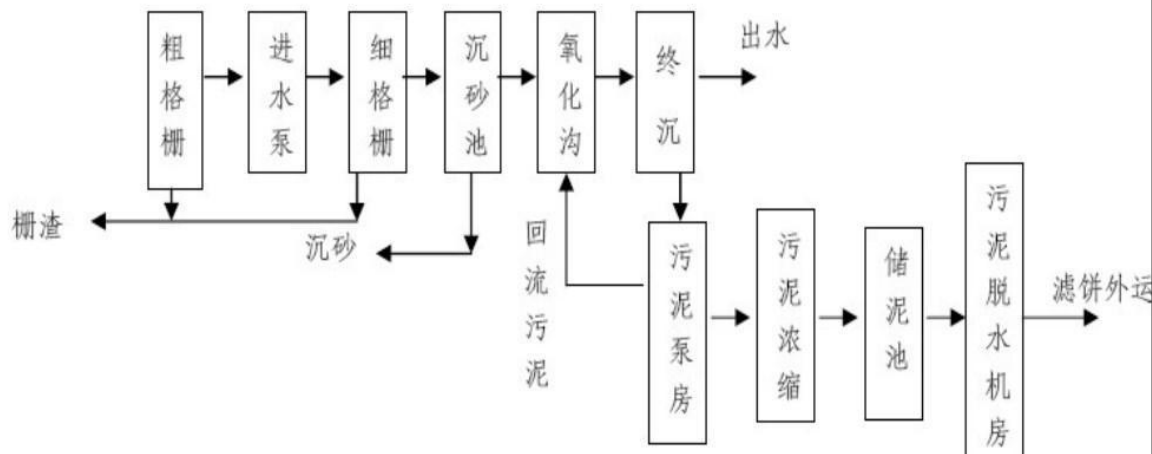 粗格栅
进水泵
细格栅
沉砂池
氧化沟
终沉
出水
栅渣
沉砂
回流污泥
污泥泵房
污泥浓缩
储泥池
污泥脱水机房
滤饼外运